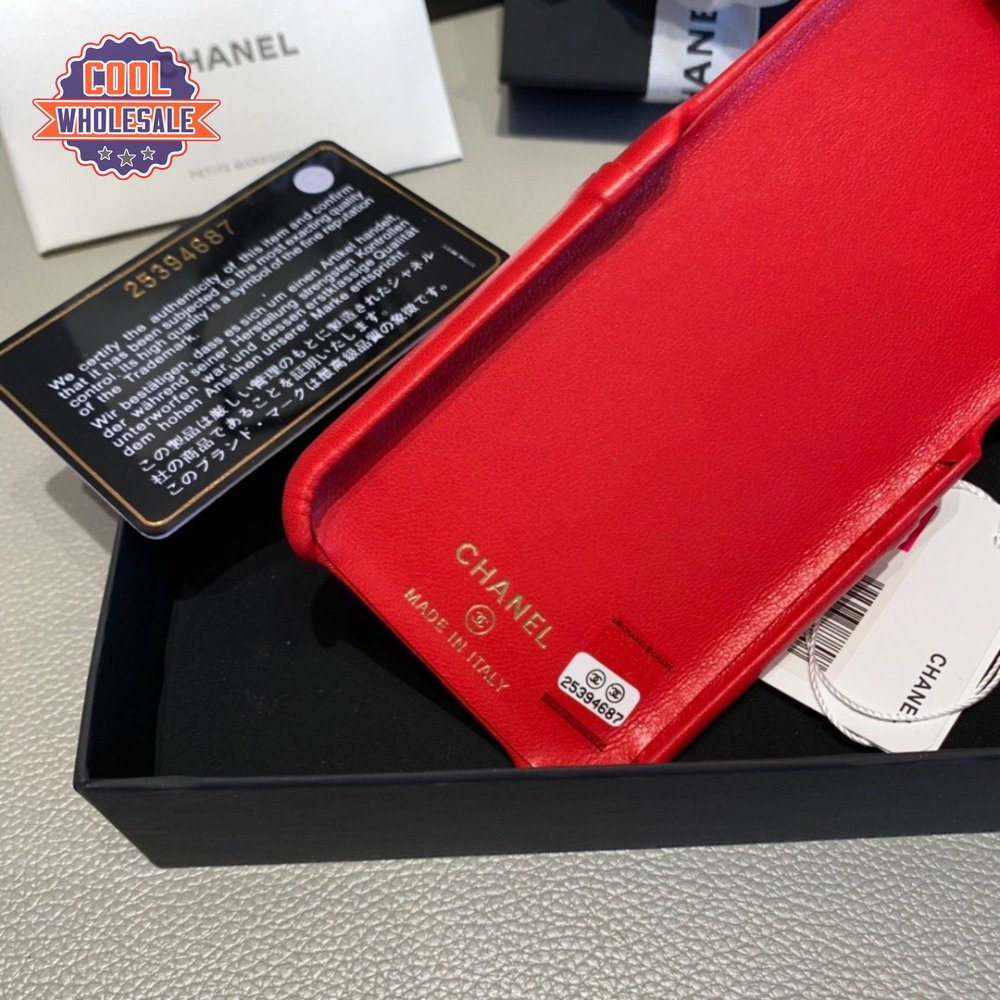 CHANEL
PETITE MAROQUINERIE
COOL
WHOLESALE
CHANEL
25394687
We certify the authenticity of this item and confirm
that it has been subjected to the most exacting quality
control. Its high quality is a symbol of the fine reputation
of the Trademark.
Wir bestätigen, dass es sich um einen Artikel handelt,
der während seiner Herstellung strengsten Kontrollen
unterworfen war und dessen erstklassige Qualität
dem hohen Ansehen unserer Marke entspricht.
この製品は厳しい管理のもとに製造されたシャネル
社の商品であることを証明いたします。
このブランド・マークは最高級品質の象徴です。
CHANEL
MADE IN ITALY
25394687
CHANE